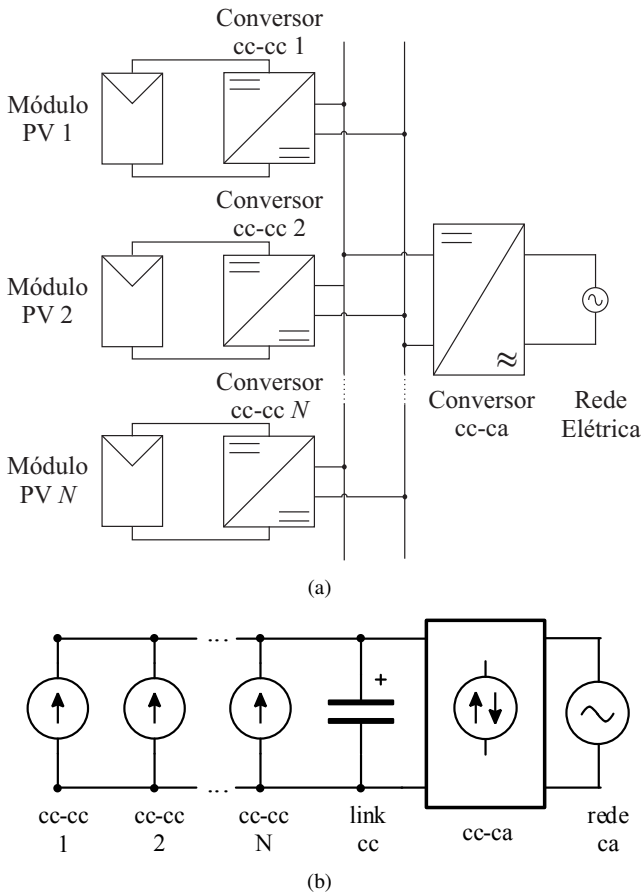 Conversor
cc-cc 1
Módulo
PV 1
Conversor
cc-cc 2
Módulo
PV 2
Conversor
cc-cc N
Módulo
PV N
Conversor
cc-ca
Rede
Elétrica
(a)
...
+
...
cc-cc
1
cc-cc
2
cc-cc
N
link
cc
cc-ca
rede
ca
(b)